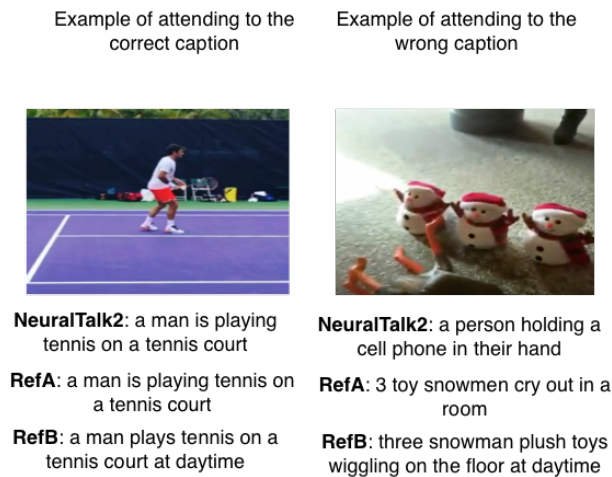 Example of attending to the
correct caption
Example of attending to the
wrong caption
NeuralTalk2: a man is playing
tennis on a tennis court
RefA: a man is playing tennis on
a tennis court
RefB: a man plays tennis on a
tennis court at daytime
NeuralTalk2: a person holding a
cell phone in their hand
RefA: 3 toy snowmen cry out in a
room
RefB: three snowman plush toys
wiggling on the floor at daytime